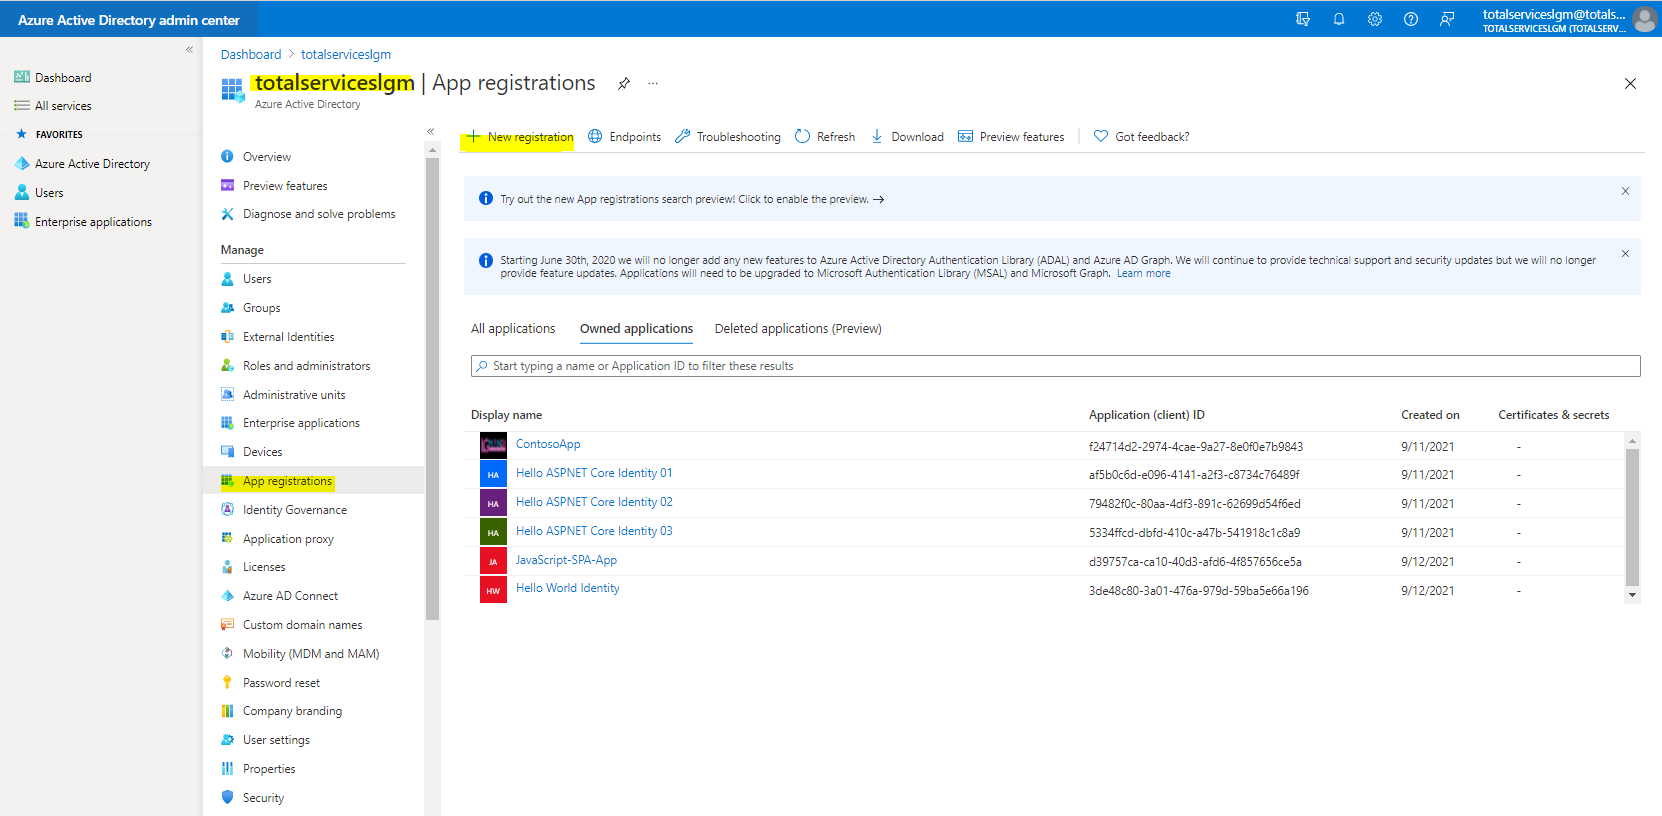 Azure Active Directory admin center
totalserviceslgm@totals...
TOTALSERVICESLGM (TOTALSERV...
Dashboard
All services
FAVORITES
Azure Active Directory
Users
Enterprise applications
Dashboard > totalserviceslgm
totalserviceslgm | App registrations
Azure Active Directory
Overview
Preview features
Diagnose and solve problems
Manage
Users
Groups
External Identities
Roles and administrators
Administrative units
Enterprise applications
Devices
App registrations
Identity Governance
Application proxy
Licenses
Azure AD Connect
Custom domain names
Mobility (MDM and MAM)
Password reset
Company branding
User settings
Properties
Security
New registration Endpoints Troubleshooting Refresh Download Preview features Got feedback?
Try out the new App registrations search preview! Click to enable the preview. →
Starting June 30th, 2020 we will no longer add any new features to Azure Active Directory Authentication Library (ADAL) and Azure AD Graph. We will continue to provide technical support and security updates but we will no longer
provide feature updates. Applications will need to be upgraded to Microsoft Authentication Library (MSAL) and Microsoft Graph. Learn more
All applications Owned applications Deleted applications (Preview)
Start typing a name or Application ID to filter these results
Display name Application (client) ID Created on Certificates & secrets
ContosoApp f24714d2-2974-4cae-9a27-8e0f0e7b9843 9/11/2021 -
HA Hello ASPNET Core Identity 01 af5b0c6d-e096-4141-a2f3-c8734c76489f 9/11/2021 -
HA Hello ASPNET Core Identity 02 79482f0c-80aa-4df3-891c-62699d54f6ed 9/11/2021 -
HA Hello ASPNET Core Identity 03 5334ffcd-dbfd-410c-a47b-541918c1c8a9 9/11/2021 -
JA JavaScript-SPA-App d39757ca-ca10-40d3-afd6-4f857656ce5a 9/12/2021 -
HW Hello World Identity 3de48c80-3a01-476a-979d-59ba5e66a196 9/12/2021 -